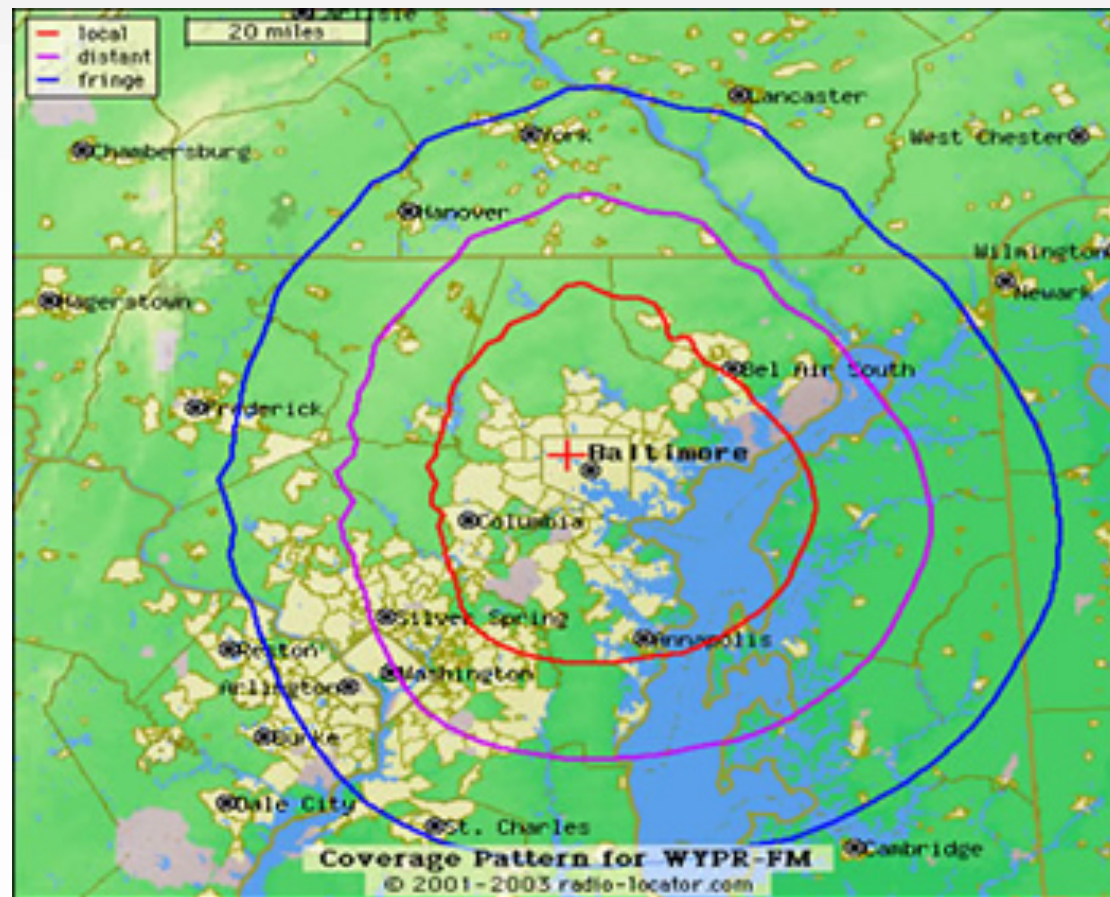 Carlisle
local
20 miles
distant
fringe
Lancaster
York
West Chester
Chambersburg
Hanover
Wilmington
Newark
Hagerstown
Bel Air South
Frederick
Baltimore
Columbia
Silver Spring
Annapolis
Reston
Washington
Arlington
Burke
Dale City
St. Charles
Cambridge
Coverage Pattern for WYPR-FM
© 2001-2003 radio-locator.com